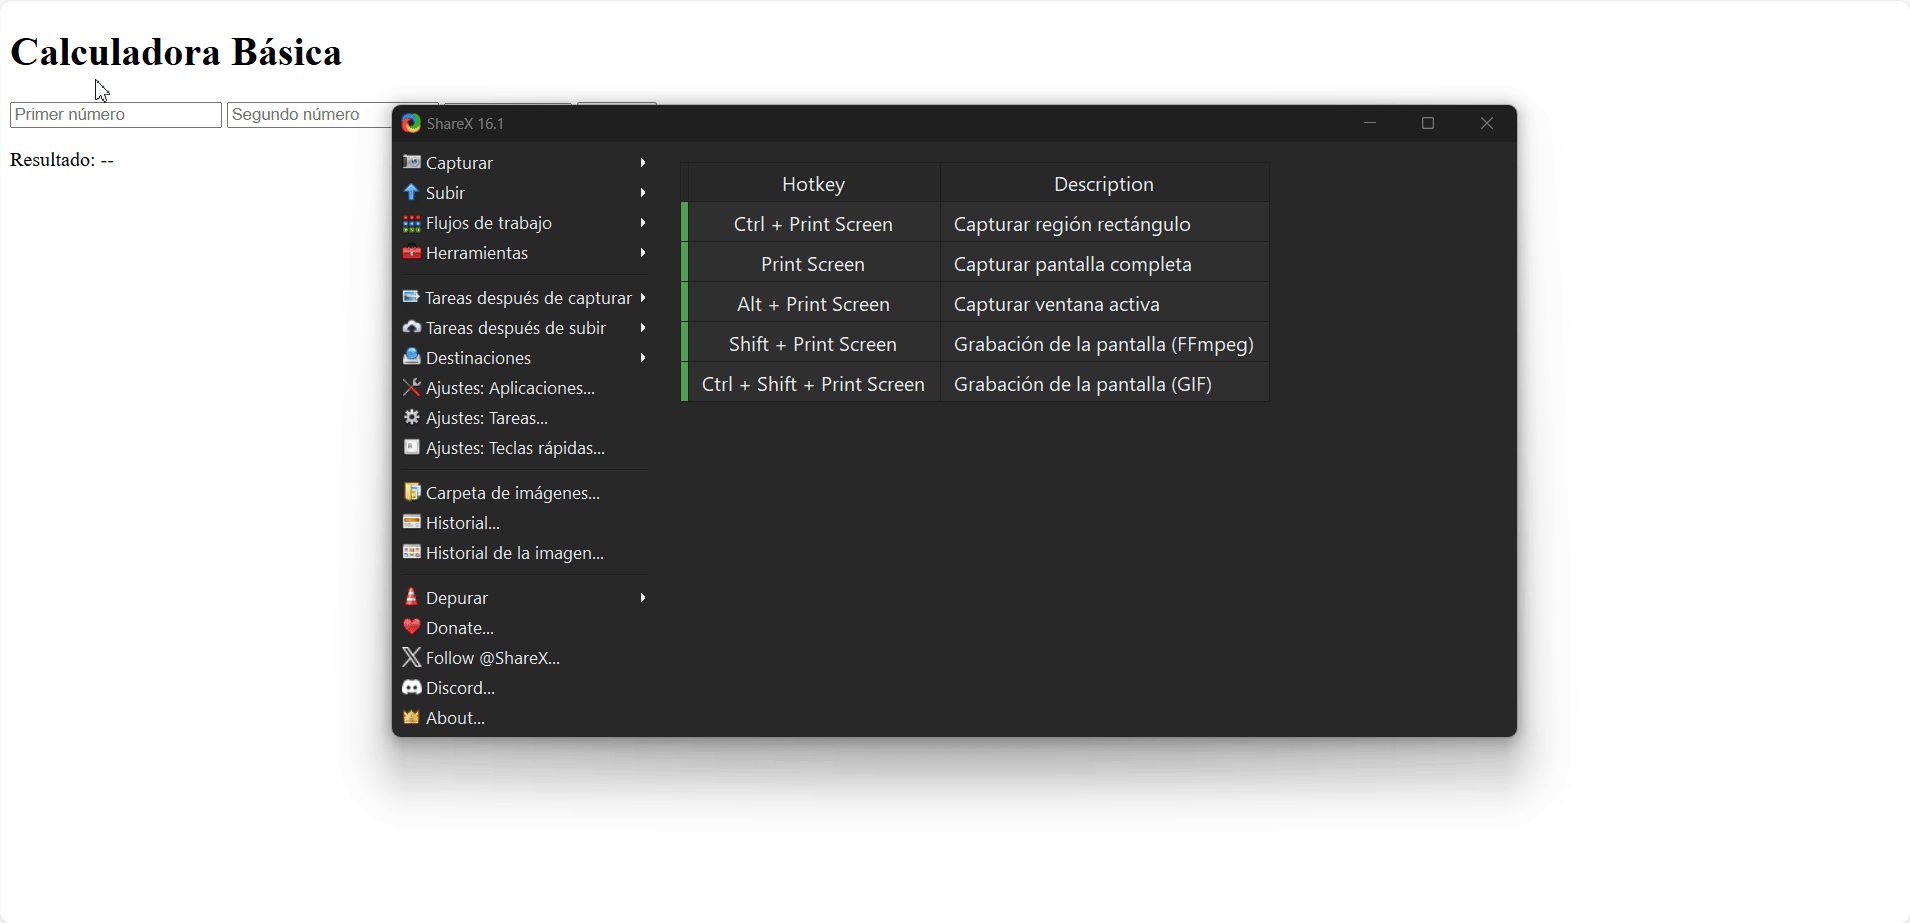 Calculadora Básica
Primer número
Segundo número
Resultado: --
ShareX 16.1
Capturar
Subir
Flujos de trabajo
Herramientas
Tareas después de capturar
Tareas después de subir
Destinaciones
Ajustes: Aplicaciones...
Ajustes: Tareas...
Ajustes: Teclas rápidas...
Carpeta de imágenes...
Historial...
Historial de la imagen...
Depurar
Donate...
Follow @ShareX...
Discord...
About...
Hotkey Description
Ctrl + Print Screen Capturar región rectángulo
Print Screen Capturar pantalla completa
Alt + Print Screen Capturar ventana activa
Shift + Print Screen Grabación de la pantalla (FFmpeg)
Ctrl + Shift + Print Screen Grabación de la pantalla (GIF)